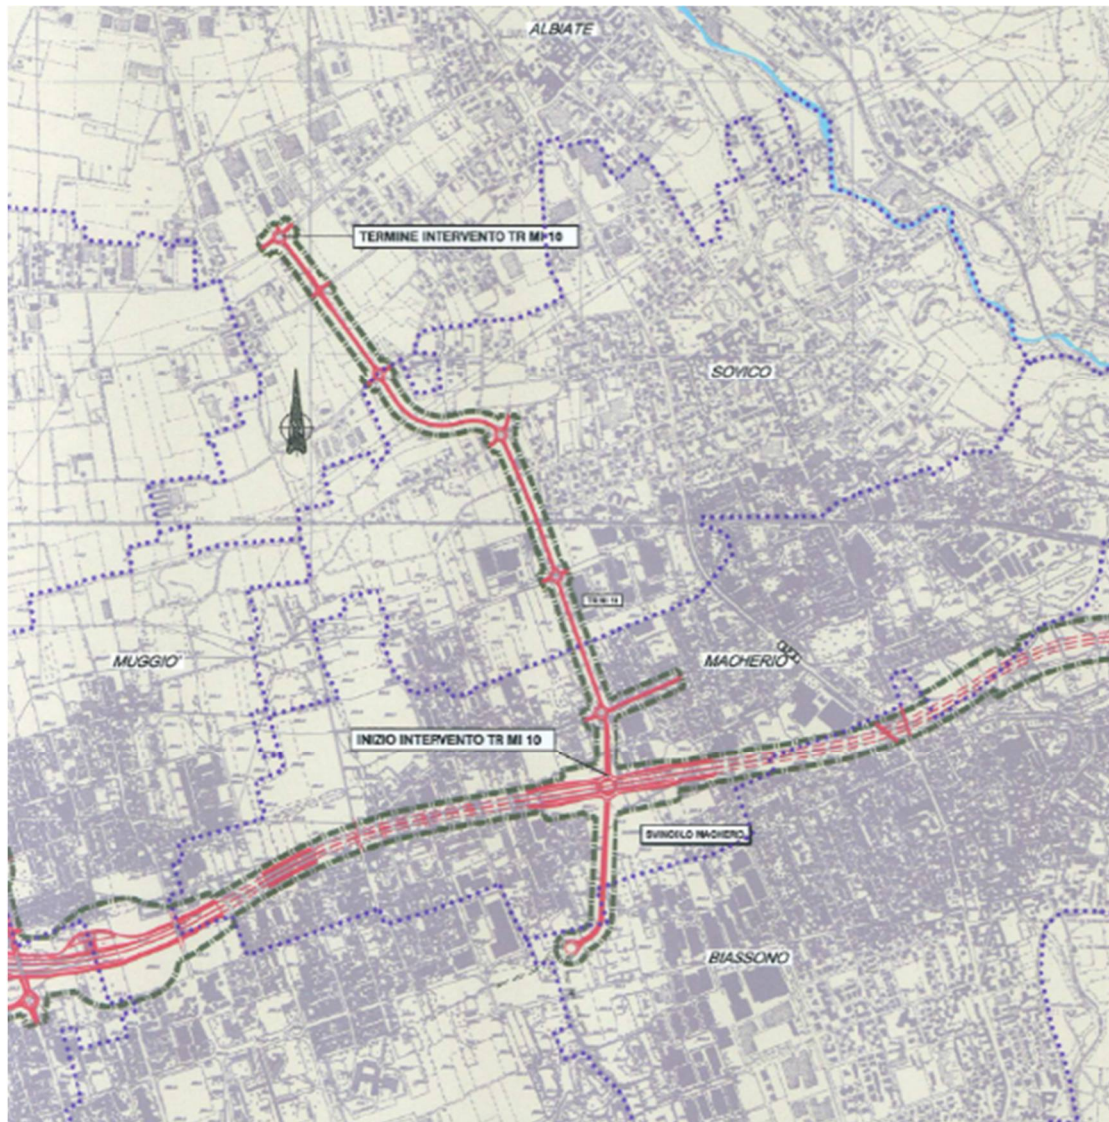 ALBIATE
TERMINE INTERVENTO TR MI 10
SOVICO
MUGGIO'
MACHERIO
INIZIO INTERVENTO TR MI 10
SVINCOLO MACHERIO
BIASSONO